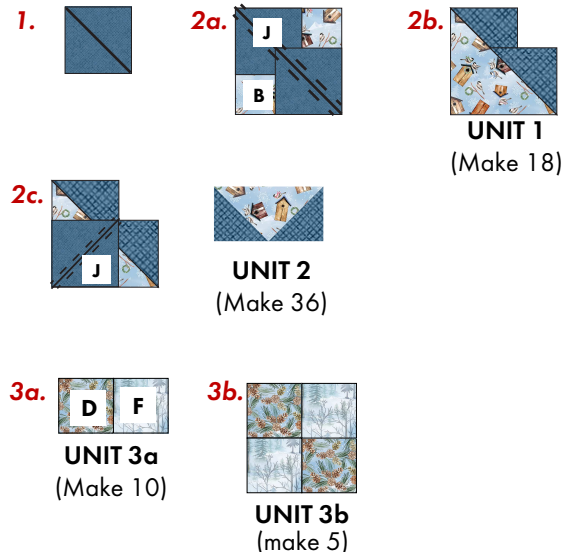 1.
2a.
J
B
2b.
UNIT 1
(Make 18)
2c.
J
UNIT 2
(Make 36)
3a.
D F
UNIT 3a
(Make 10)
3b.
UNIT 3b
(make 5)